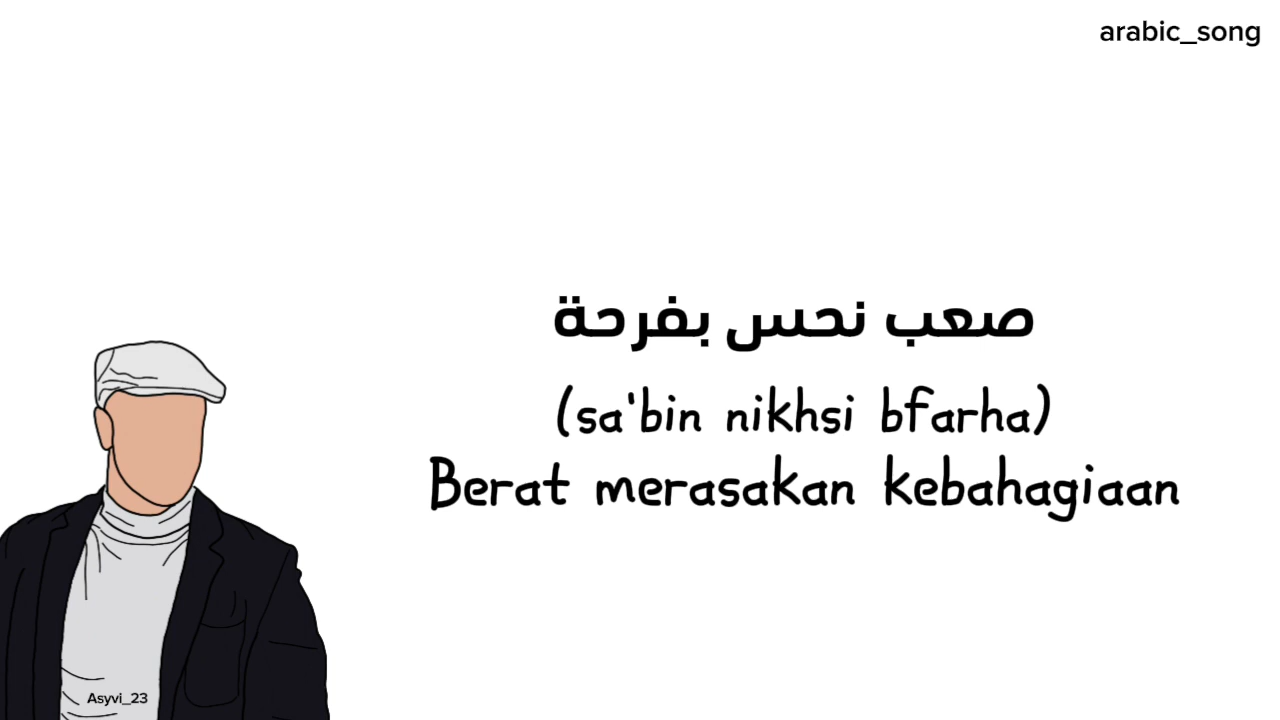 arabic_song
صعب نحس بفرحة
(sa'bin nikhsi bfarha)
Berat merasakan kebahagiaan
Asyvi_23